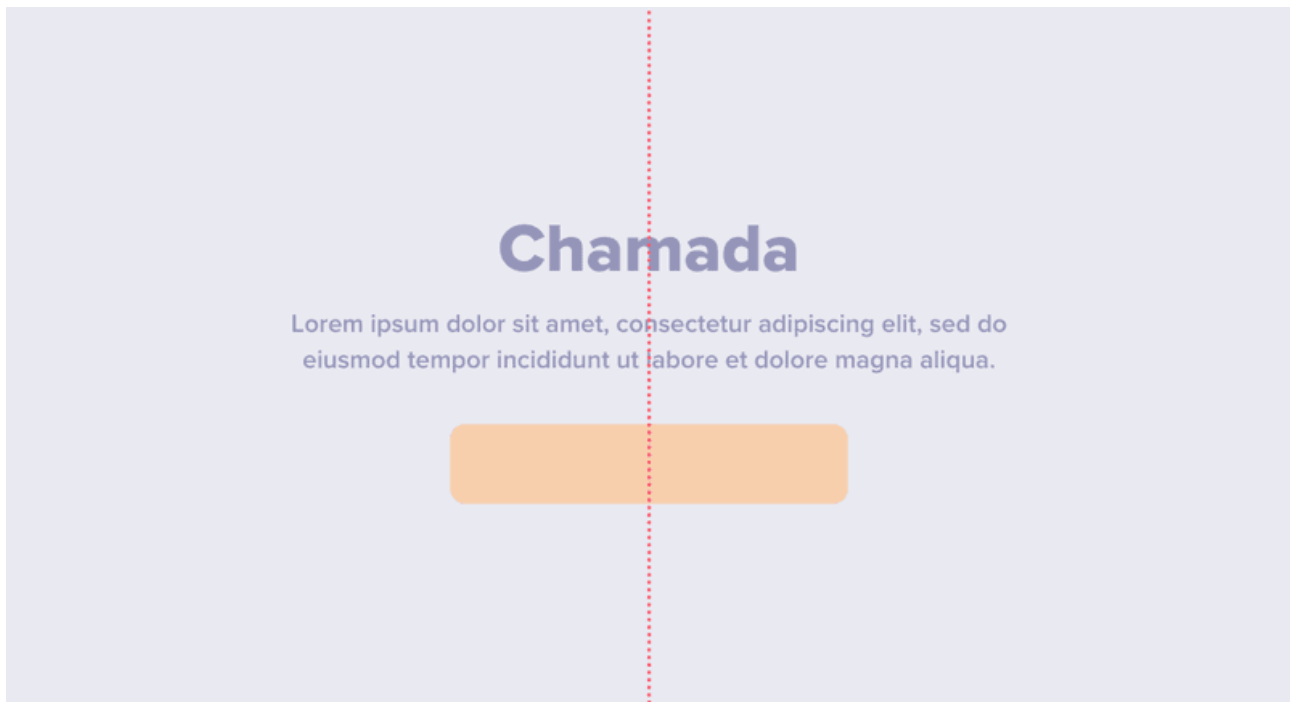 Chamada
Lorem ipsum dolor sit amet, consectetur adipiscing elit, sed do
eiusmod tempor incididunt ut labore et dolore magna aliqua.